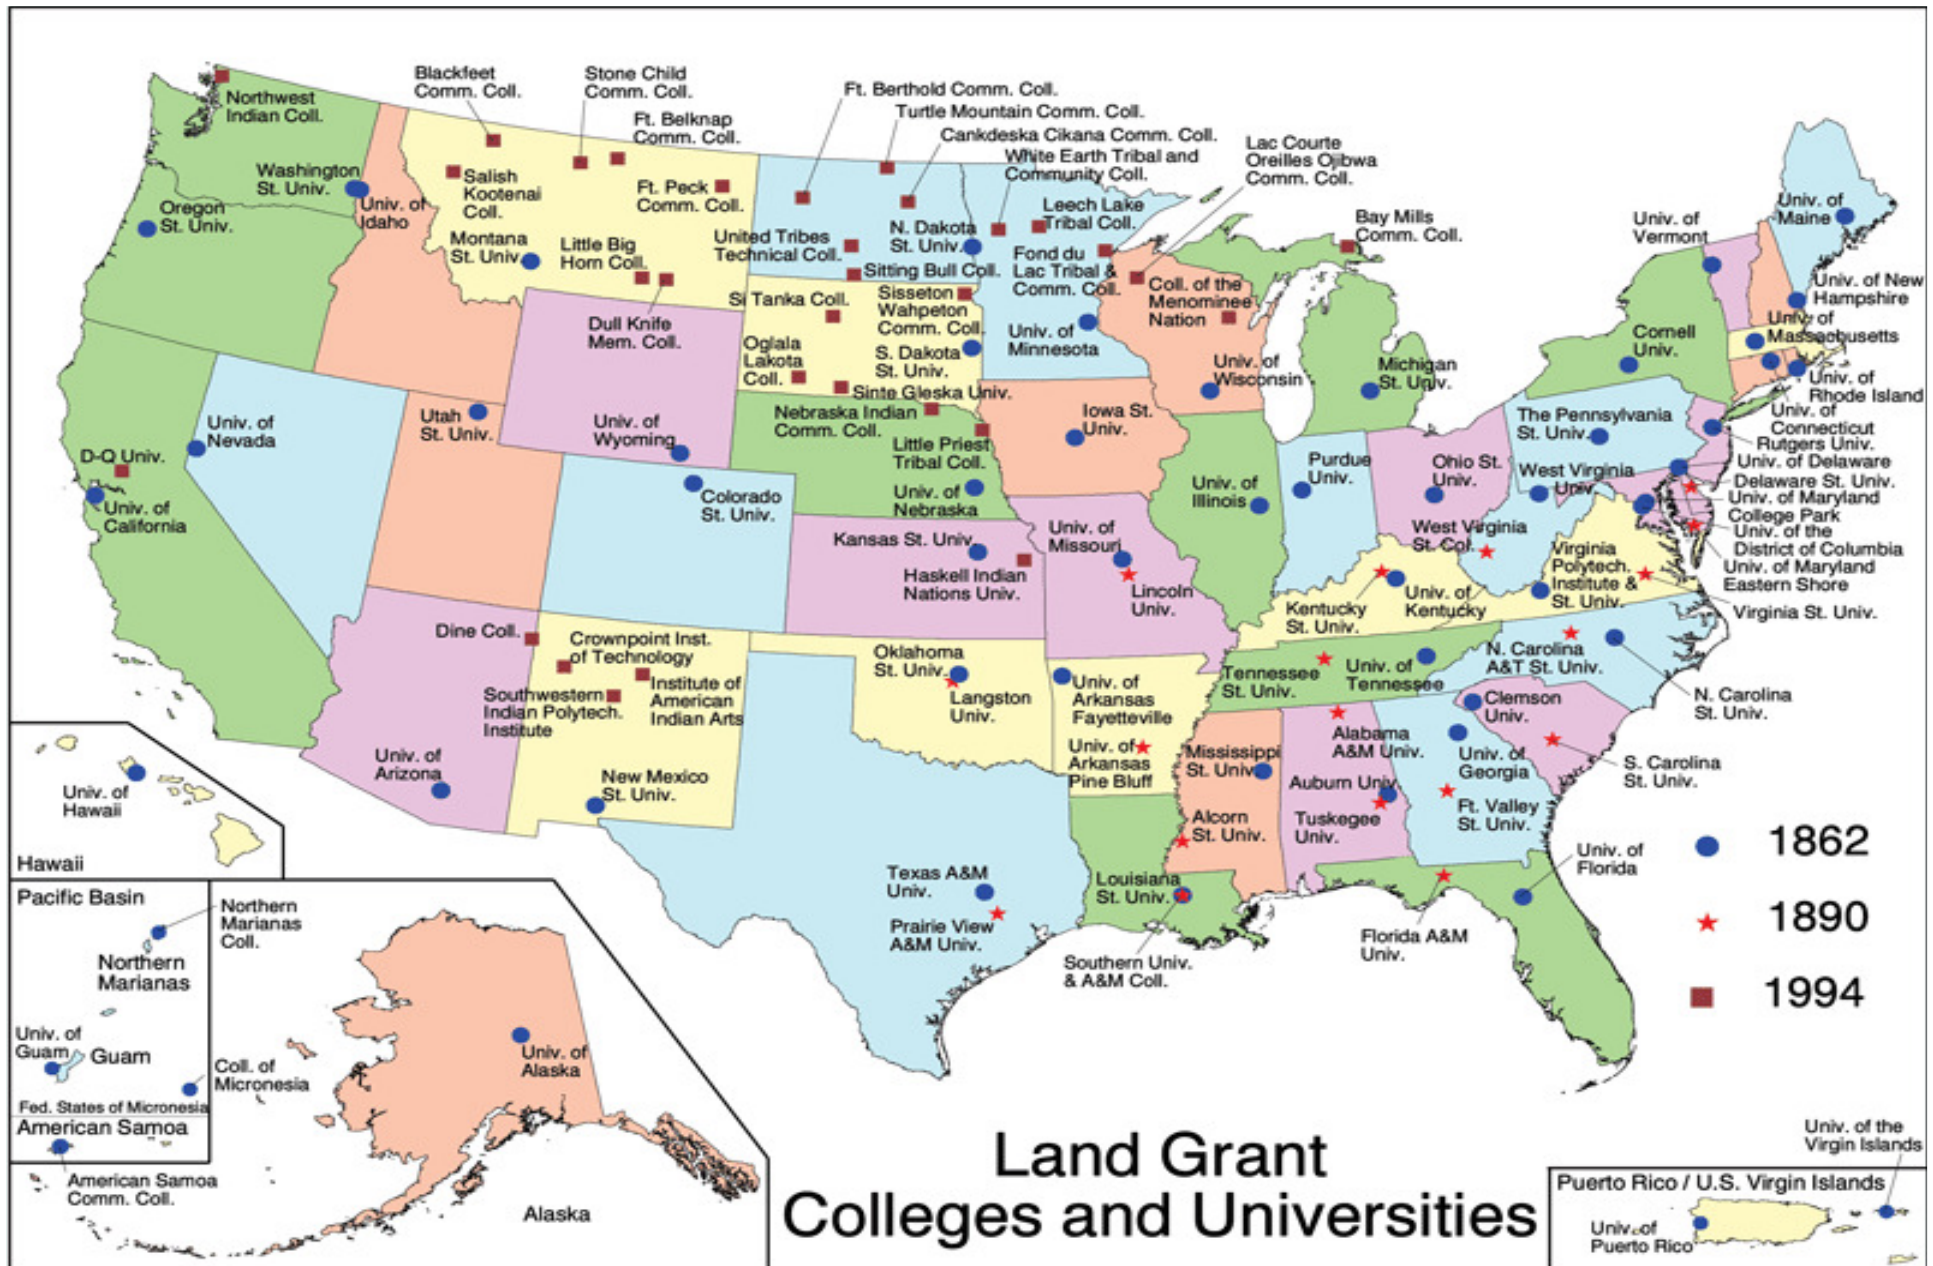 Blackfeet
Comm. Coll.
Stone Child
Comm. Coll.
Ft. Belknap
Comm. Coll.
Ft. Berthold Comm. Coll.
Turtle Mountain Comm. Coll.
Cankdeska Cikana Comm. Coll.
White Earth Tribal and
Community Coll.
Lac Courte
Oreilles Ojibwa
Comm. Coll.
Northwest
Indian Coll.
Washington
St. Univ.
Oregon
St. Univ.
Univ. of
Idaho
Salish
Kootenai
Coll.
Ft. Peck
Comm. Coll.
Montana
St. Univ.
Little Big
Horn Coll.
Dull Knife
Mem. Coll.
United Tribes
Technical Coll.
N. Dakota
St. Univ.
Sitting Bull Coll.
Leech Lake
Tribal Coll.
Fond du
Lac Tribal &
Comm. Coll.
Bay Mills
Comm. Coll.
Coll. of the
Menominee
Nation
Univ. of
Vermont
Univ. of
Maine
Univ. of New
Hampshire
Univ. of
Massachusetts
Cornell
Univ.
Univ. of
Rhode Island
Univ. of
Connecticut
Rutgers Univ.
Si Tanka Coll.
Sisseton
Wahpeton
Comm. Coll.
Oglala
Lakota
Coll.
S. Dakota
St. Univ.
Sinte Gleska Univ.
Univ. of
Minnesota
Univ. of
Wisconsin
Michigan
St. Univ.
Univ. of
Nevada
Utah
St. Univ.
Univ. of
Wyoming
Nebraska Indian
Comm. Coll.
Little Priest
Tribal Coll.
Univ. of
Nebraska
Iowa St.
Univ.
The Pennsylvania
St. Univ.
D-Q Univ.
Univ. of
California
Colorado
St. Univ.
Univ. of
Illinois
Purdue
Univ.
Ohio St.
Univ.
West Virginia
Univ.
West Virginia
St. Col.
Univ. of Delaware
Delaware St. Univ.
Univ. of Maryland
College Park
Univ. of the
District of Columbia
Univ. of Maryland
Eastern Shore
Virginia St. Univ.
Kansas St. Univ.
Haskell Indian
Nations Univ.
Univ. of
Missouri
Lincoln
Univ.
Kentucky
St. Univ.
Univ. of
Kentucky
Virginia
Polytech.
Institute &
St. Univ.
Dine Coll.
Crownpoint Inst.
of Technology
Southwestern
Indian Polytech.
Institute
Institute of
American
Indian Arts
Oklahoma
St. Univ.
Langston
Univ.
Univ. of
Arkansas
Fayetteville
Univ. of
Arkansas
Pine Bluff
Tennessee
St. Univ.
Univ. of
Tennessee
N. Carolina
A&T St. Univ.
N. Carolina
St. Univ.
Clemson
Univ.
S. Carolina
St. Univ.
Univ. of
Arizona
New Mexico
St. Univ.
Mississippi
St. Univ.
Alcorn
St. Univ.
Alabama
A&M Univ.
Auburn Univ.
Tuskegee
Univ.
Univ. of
Georgia
Ft. Valley
St. Univ.
Texas A&M
Univ.
Prairie View
A&M Univ.
Louisiana
St. Univ.
Southern Univ.
& A&M Coll.
Florida A&M
Univ.
Univ. of
Florida
1862
1890
1994
Univ. of
Hawaii
Hawaii
Pacific Basin
Northern
Marianas
Coll.
Northern
Marianas
Univ. of
Guam
Guam
Coll. of
Micronesia
Fed. States of Micronesia
American Samoa
American Samoa
Comm. Coll.
Univ. of
Alaska
Alaska
Land Grant
Colleges and Universities
Univ. of the
Virgin Islands
Puerto Rico / U.S. Virgin Islands
Univ. of
Puerto Rico